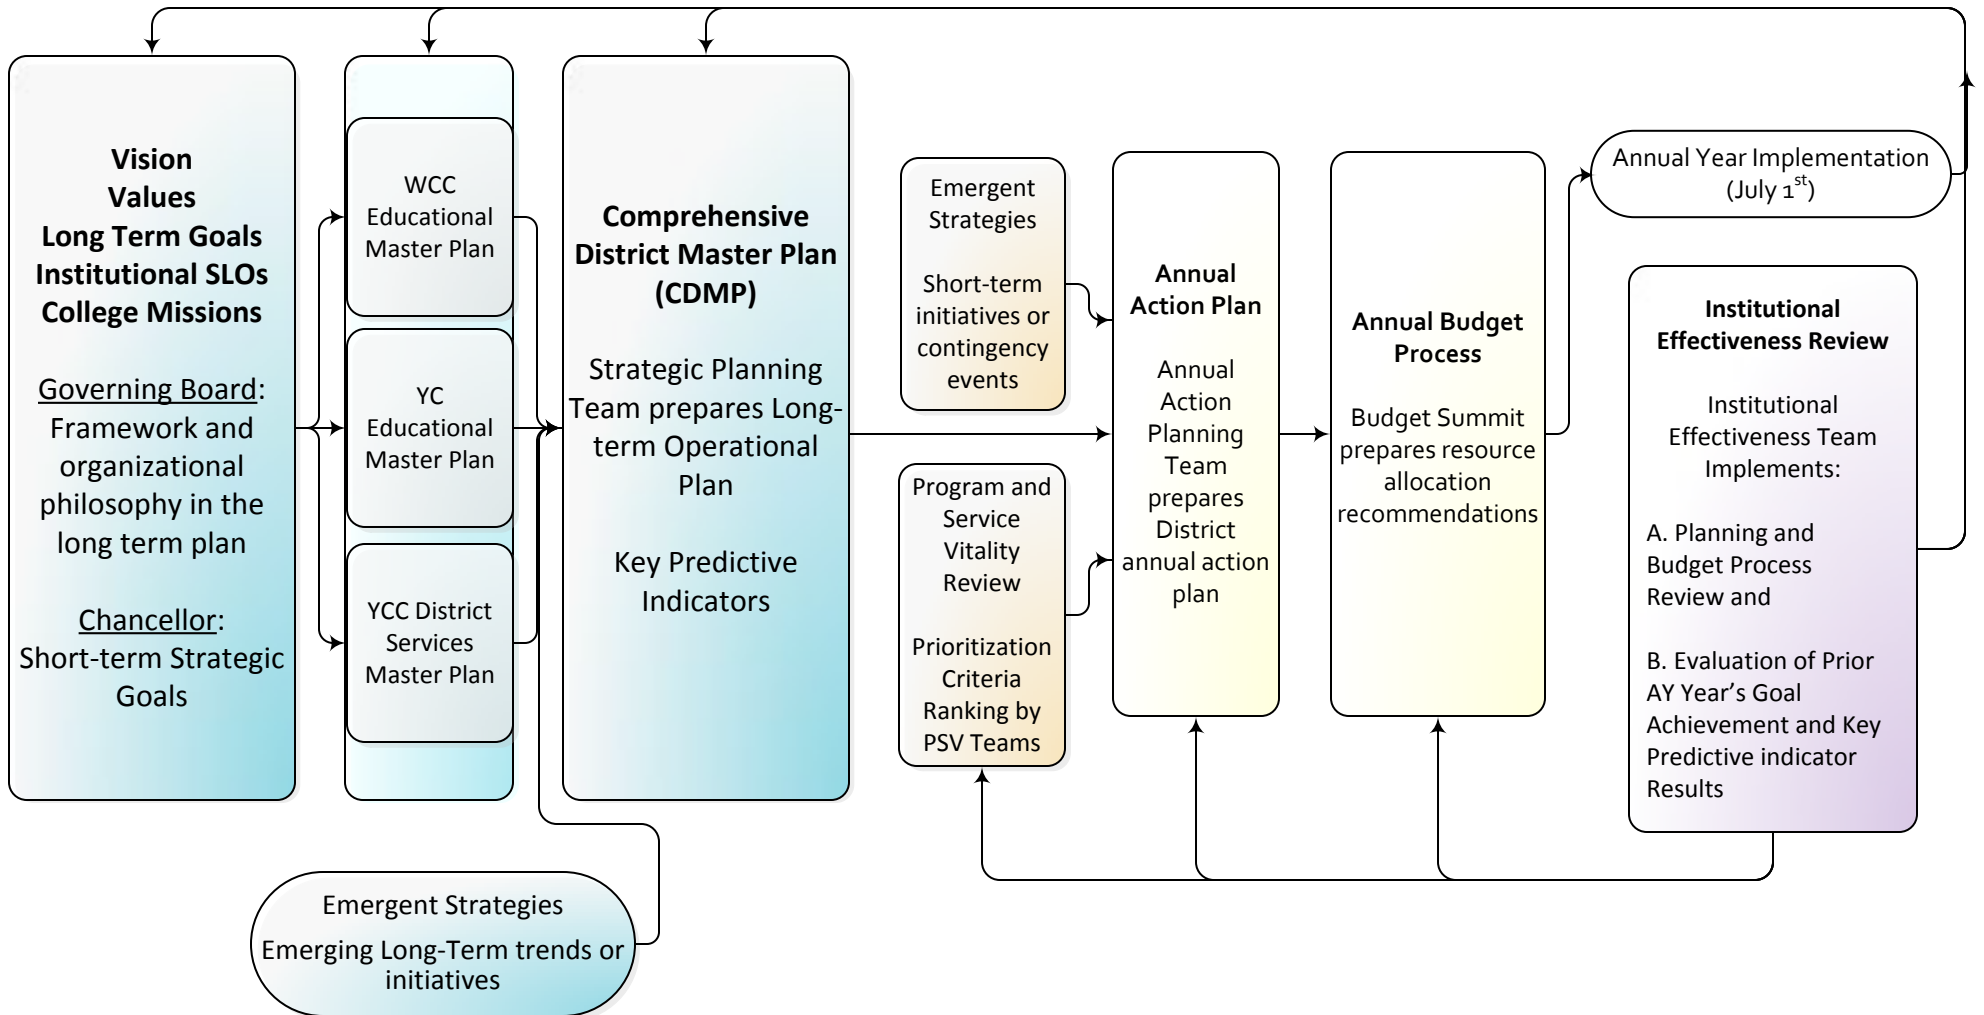 Vision
Values
Long Term Goals
Institutional SLOs
College Missions
Governing Board:
Framework and
organizational
philosophy in the
long term plan
Chancellor:
Short-term Strategic
Goals
WCC
Educational
Master Plan
YC
Educational
Master Plan
YCC District
Services
Master Plan
Comprehensive
District Master Plan
(CDMP)
Strategic Planning
Team prepares Long-
term Operational
Plan
Key Predictive
Indicators
Emergent Strategies
Emerging Long-Term trends or
initiatives
Emergent
Strategies
Short-term
initiatives or
contingency
events
Program and
Service
Vitality
Review
Prioritization
Criteria
Ranking by
PSV Teams
Annual
Action Plan
Annual
Action
Planning
Team
prepares
District
annual action
plan
Annual Budget
Process
Budget Summit
prepares resource
allocation
recommendations
Annual Year Implementation
(July 1st)
Institutional
Effectiveness Review
Institutional
Effectiveness Team
Implements:
A. Planning and
Budget Process
Review and
B. Evaluation of Prior
AY Year’s Goal
Achievement and Key
Predictive indicator
Results